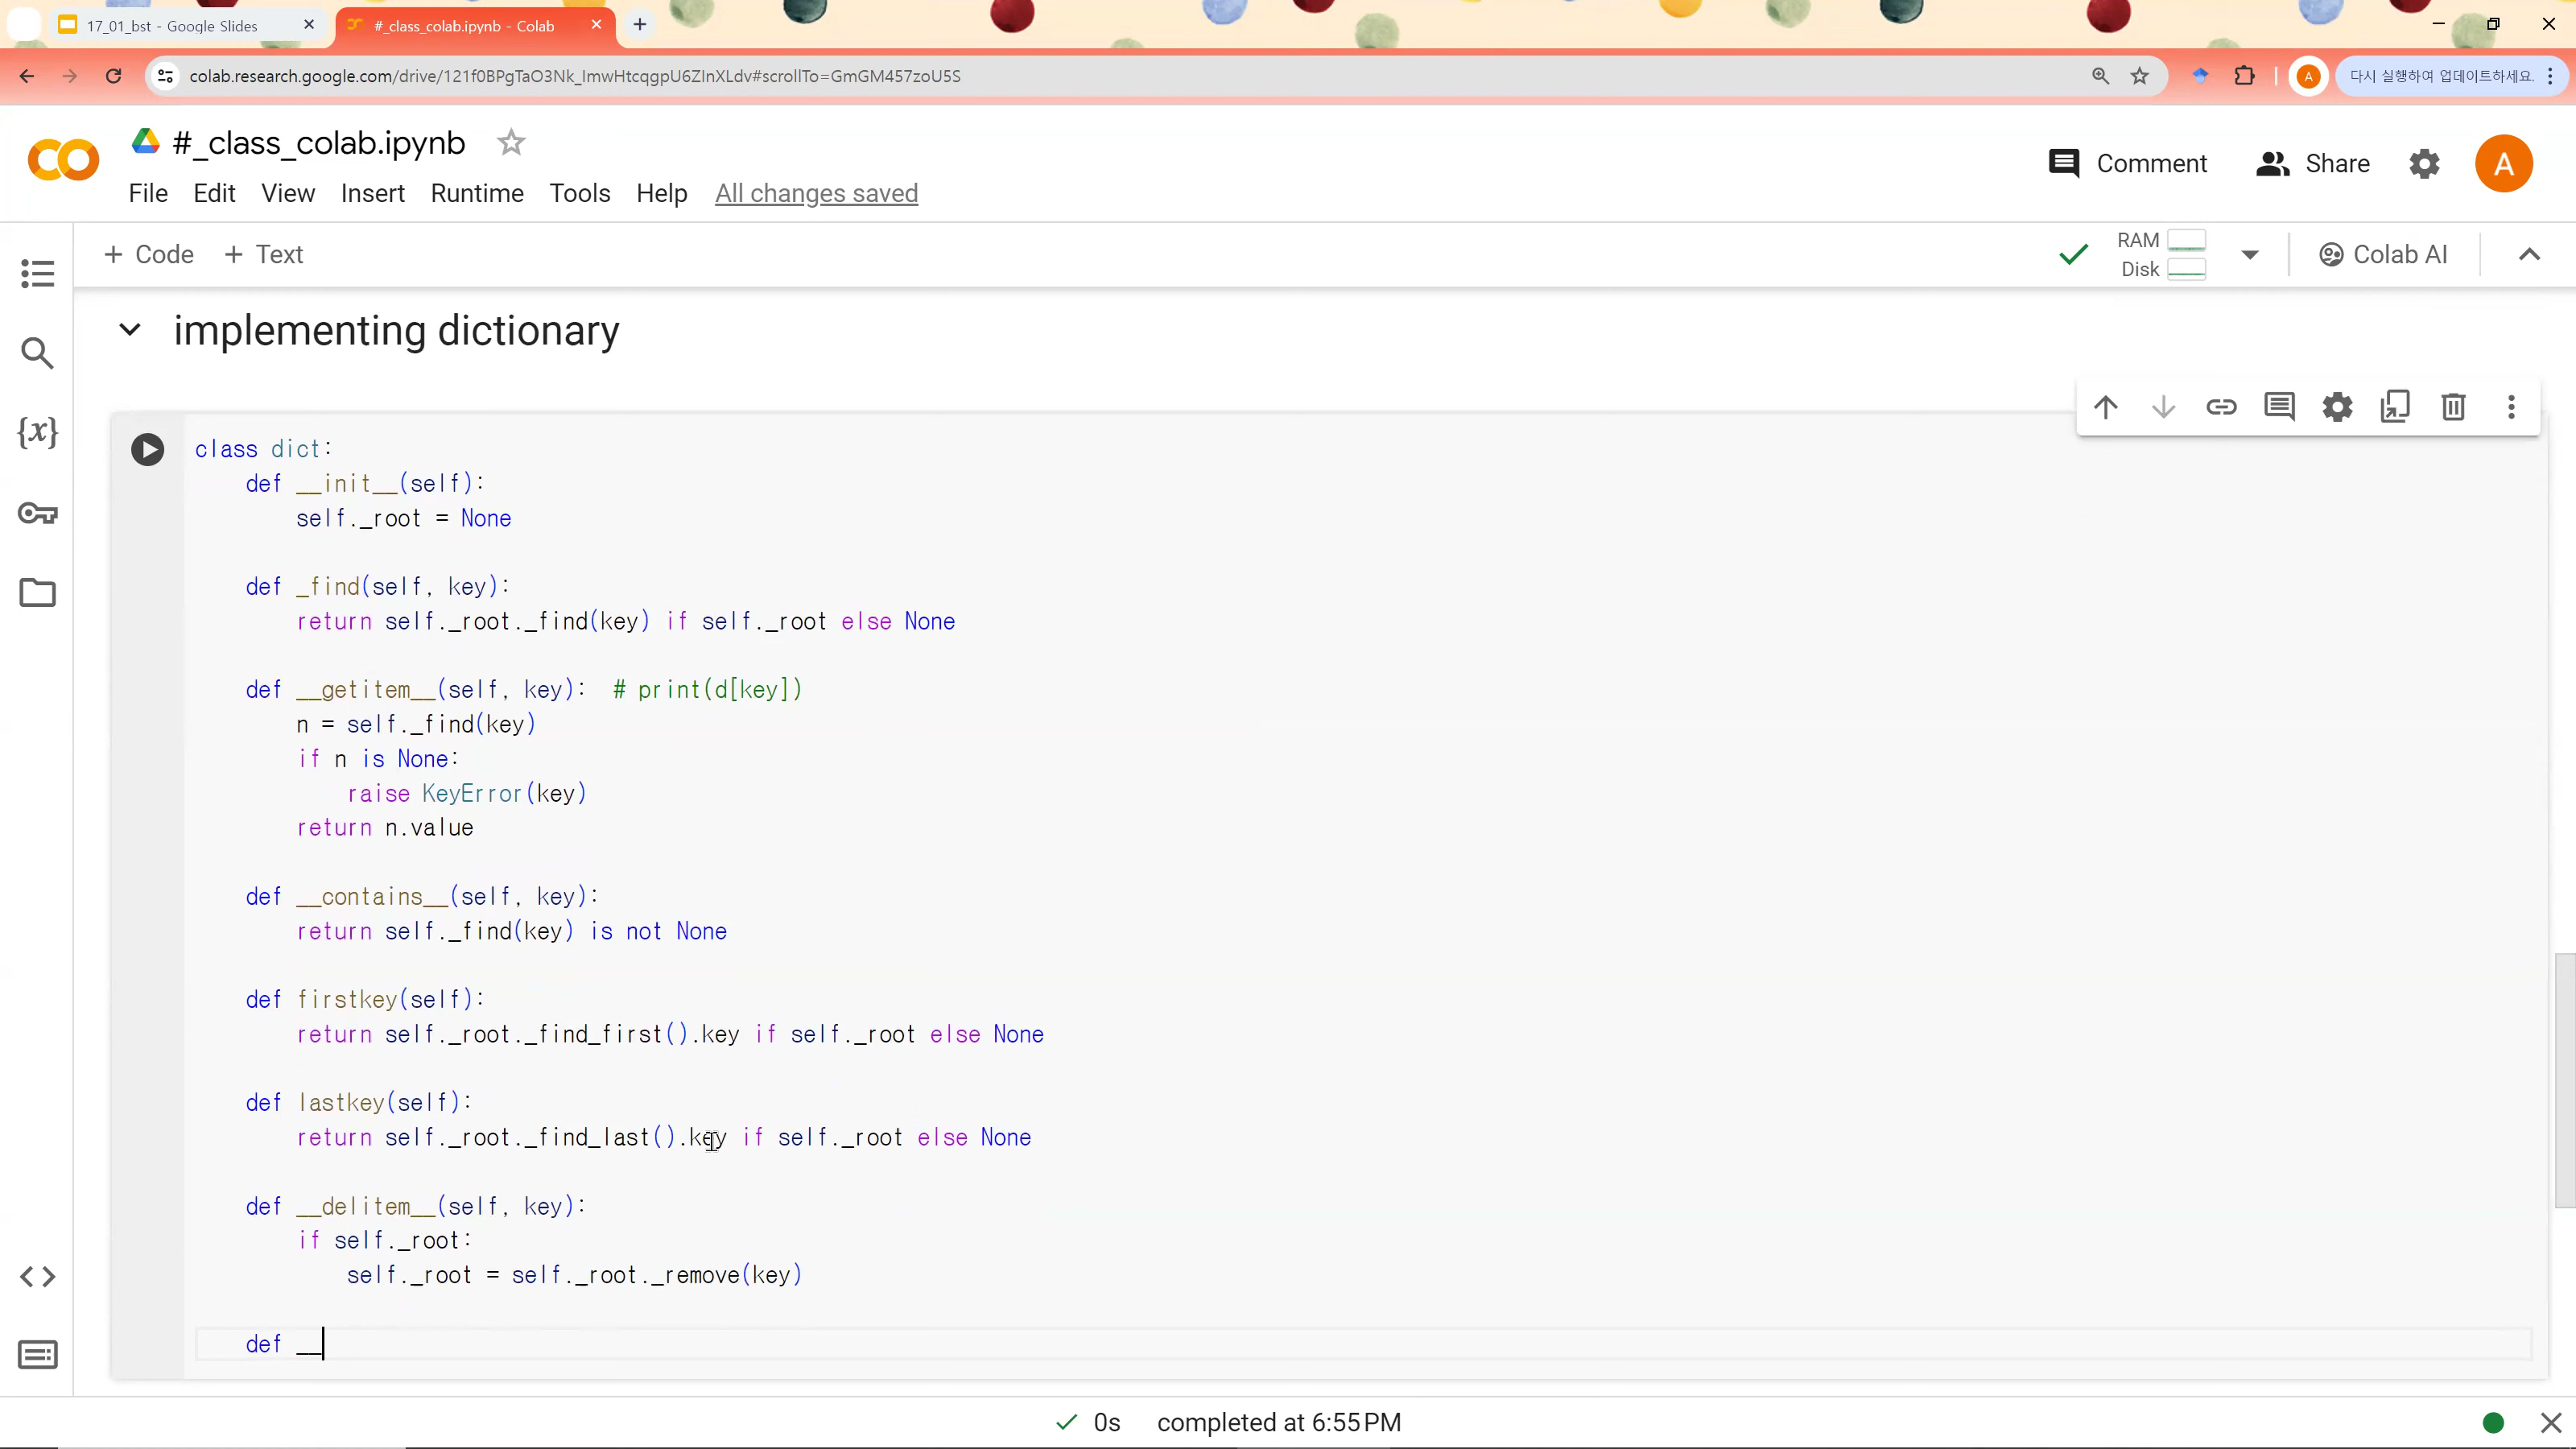 17_01_bst - Google Slides
#_class_colab.ipynb - Colab
colab.research.google.com/drive/121f0BPgTaO3Nk_ImwHtcqgpU6ZInXLdv#scrollTo=GmGM457zoU5S
A
다시 실행하여 업데이트하세요.
#_class_colab.ipynb
Comment
Share
A
File Edit View Insert Runtime Tools Help All changes saved
+ Code + Text
RAM
Disk
Colab AI
implementing dictionary
class dict:
    def __init__(self):
        self._root = None
    def _find(self, key):
        return self._root._find(key) if self._root else None
    def __getitem__(self, key):  # print(d[key])
        n = self._find(key)
        if n is None:
            raise KeyError(key)
        return n.value
    def __contains__(self, key):
        return self._find(key) is not None
    def firstkey(self):
        return self._root._find_first().key if self._root else None
    def lastkey(self):
        return self._root._find_last().key if self._root else None
    def __delitem__(self, key):
        if self._root:
            self._root = self._root._remove(key)
    def __
0s completed at 6:55 PM